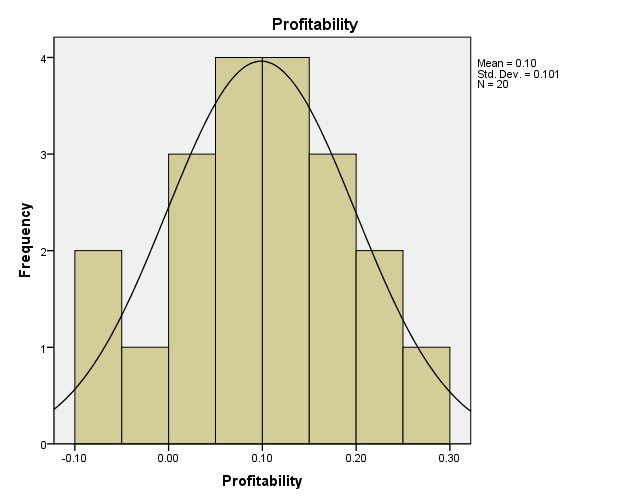 Profitability
Mean = 0.10
Std. Dev. = 0.101
N = 20
Frequency
4
3
2
1
0
-0.10 0.00 0.10 0.20 0.30
Profitability